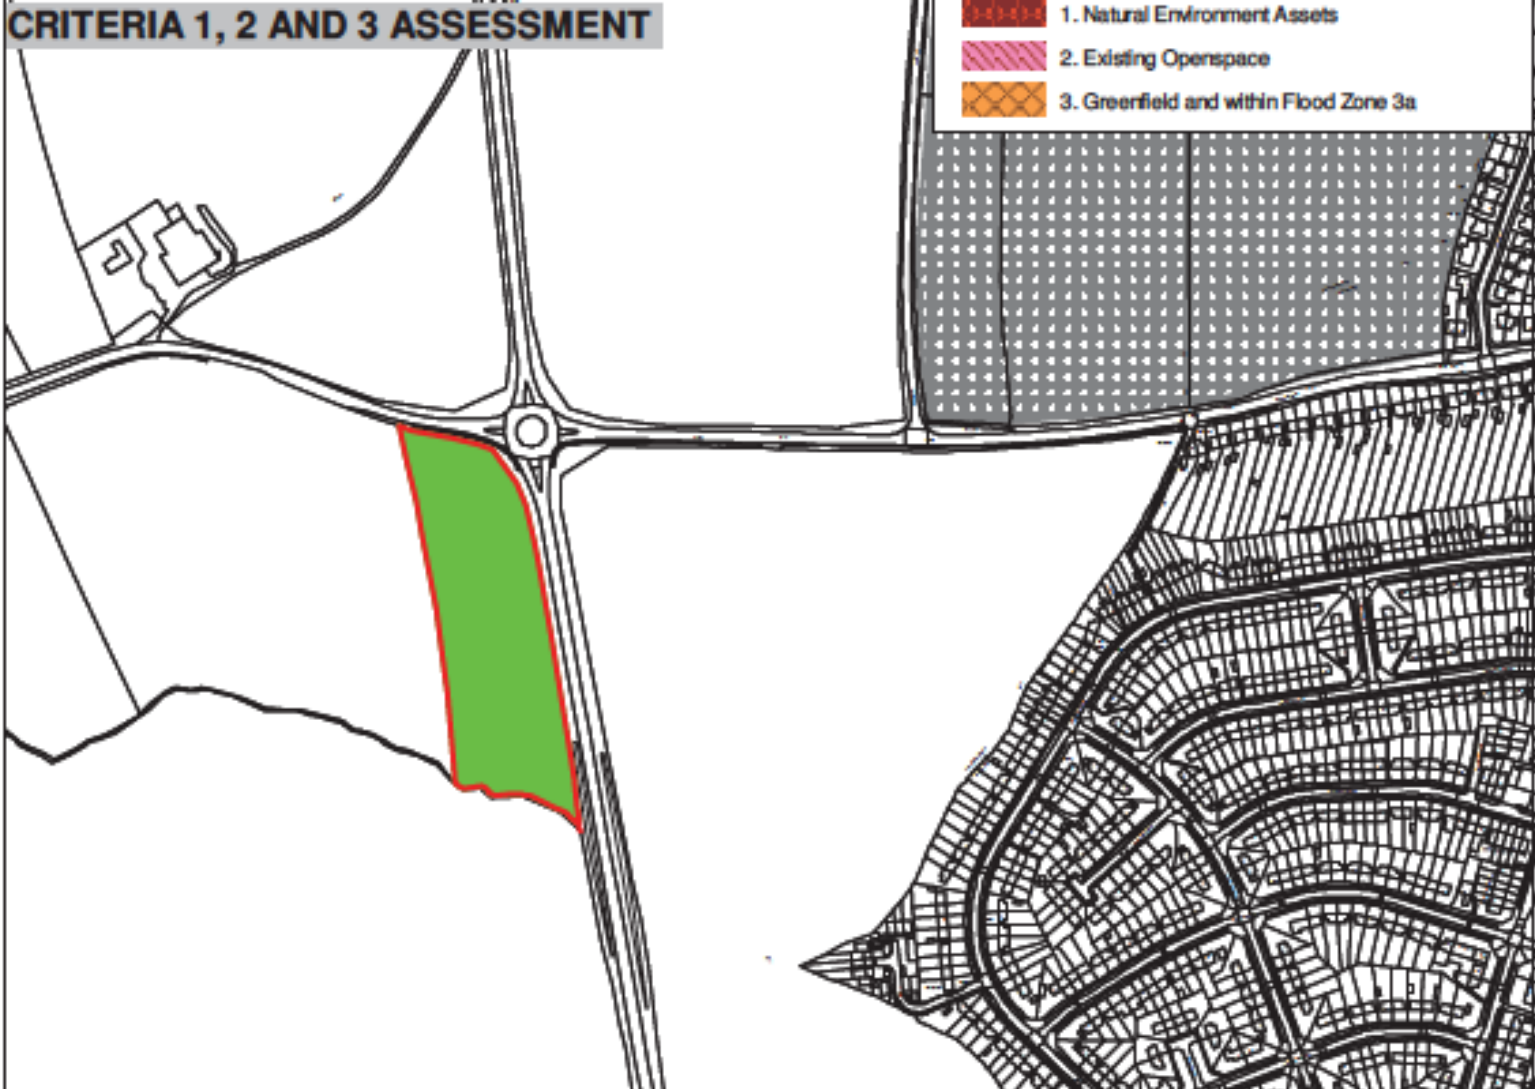 CRITERIA 1, 2 AND 3 ASSESSMENT
1. Natural Environment Assets
2. Existing Openspace
3. Greenfield and within Flood Zone 3a